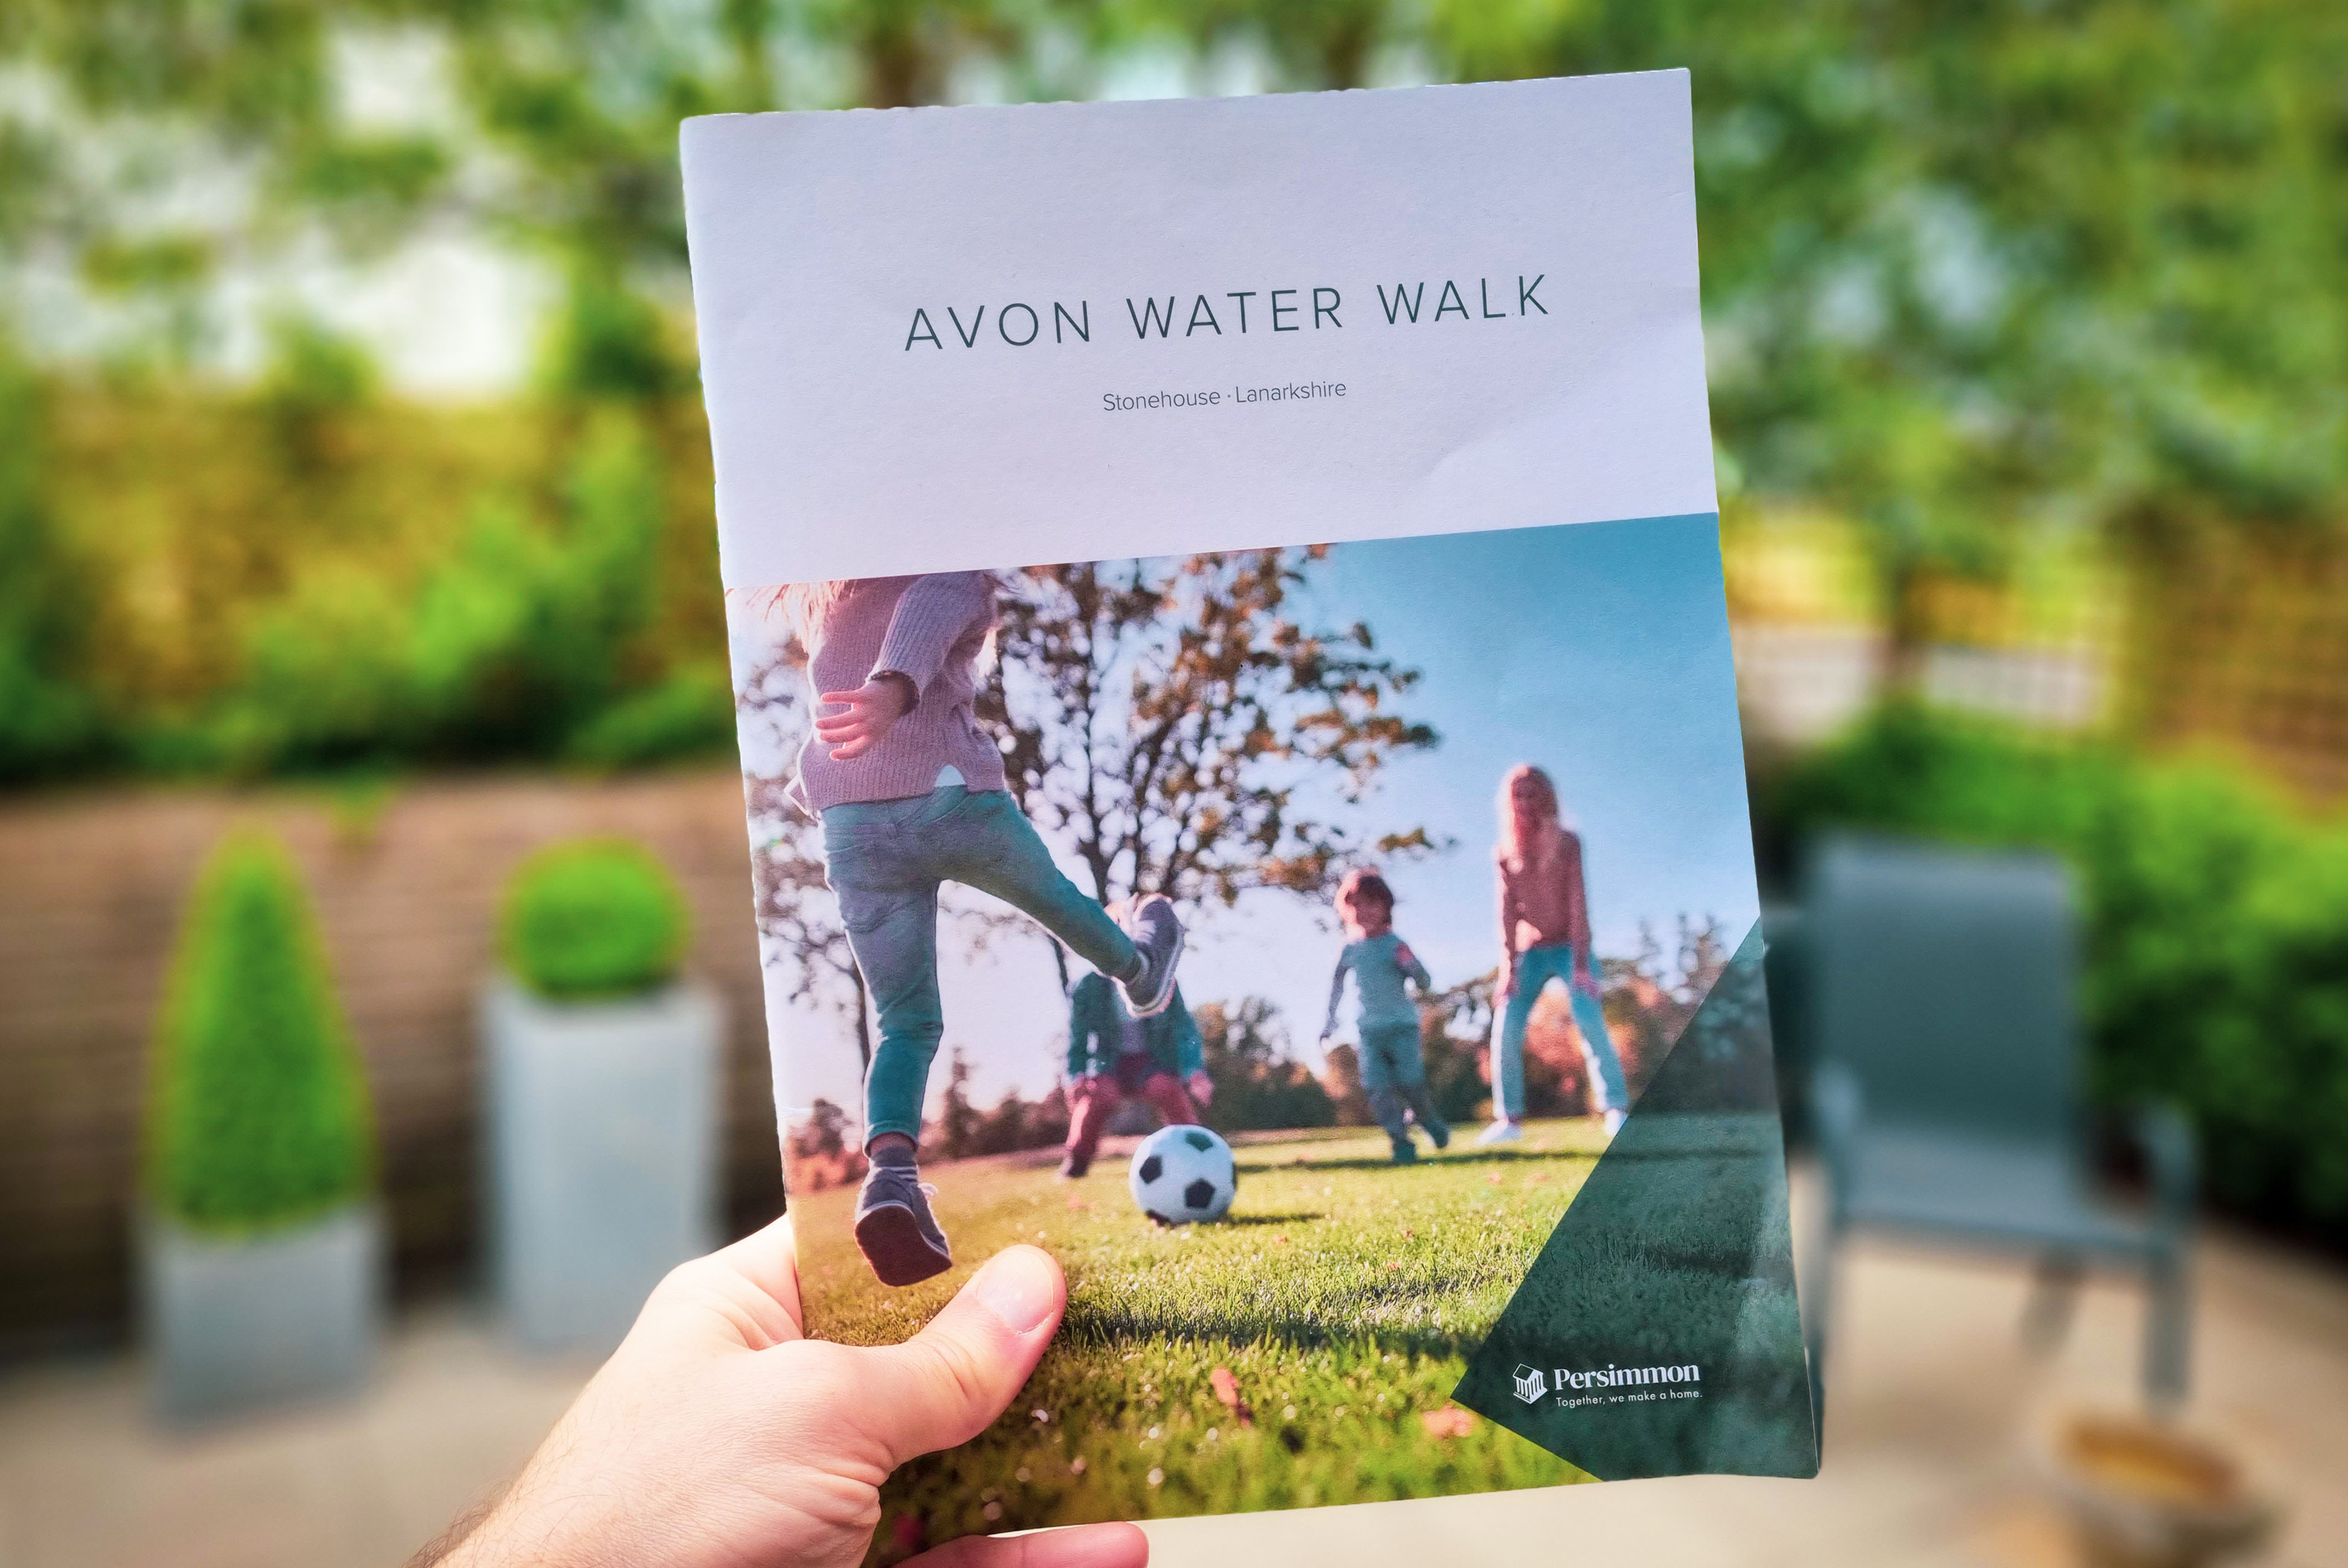 AVON WATER WALK
Stonehouse · Lanarkshire
Persimmon
Together, we make a home.